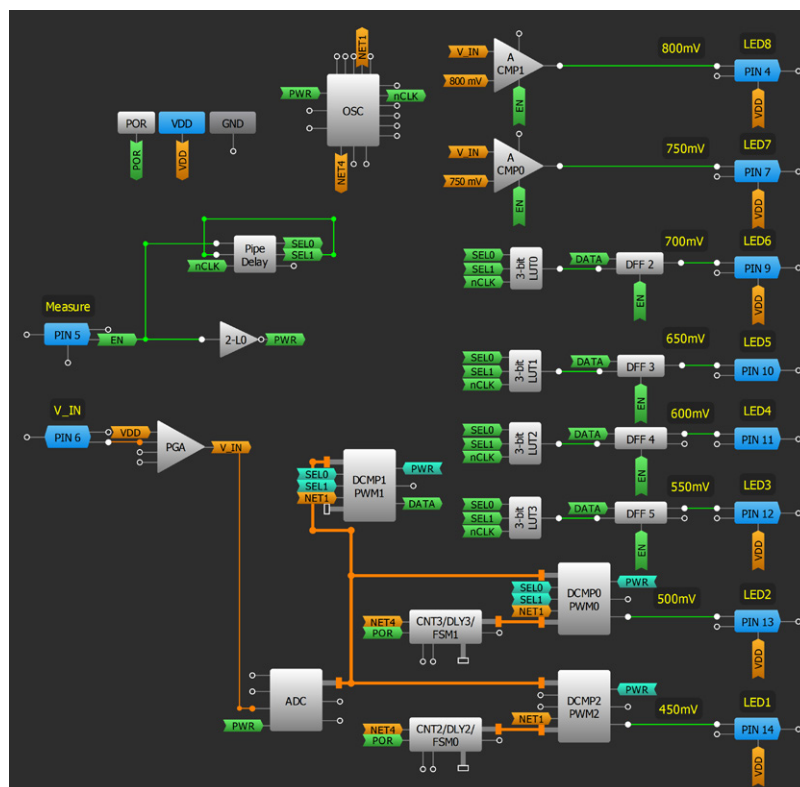 NET1
PWR
OSC
nCLK
NET4
POR
VDD
GND
POR
VDD
V_IN
800 mV
A
CMP1
EN
800mV
LED8
PIN 4
VDD
V_IN
750 mV
A
CMP0
EN
750mV
LED7
PIN 7
VDD
SEL0
SEL1
nCLK
3-bit
LUT0
DATA
DFF 2
EN
700mV
LED6
PIN 9
VDD
Pipe
Delay
nCLK
SEL0
SEL1
Measure
PIN 5
EN
2-L0
PWR
SEL0
SEL1
nCLK
3-bit
LUT1
DATA
DFF 3
EN
650mV
LED5
PIN 10
V_IN
PIN 6
VDD
PGA
V_IN
SEL0
SEL1
nCLK
3-bit
LUT2
DATA
DFF 4
EN
600mV
LED4
PIN 11
SEL0
SEL1
NET1
DCMP1
PWM1
PWR
DATA
SEL0
SEL1
nCLK
3-bit
LUT3
DATA
DFF 5
EN
550mV
LED3
PIN 12
VDD
NET4
POR
CNT3/DLY3/
FSM1
SEL0
SEL1
NET1
DCMP0
PWM0
PWR
500mV
LED2
PIN 13
VDD
PWR
ADC
NET4
POR
CNT2/DLY2/
FSM0
NET1
DCMP2
PWM2
PWR
450mV
LED1
PIN 14
VDD